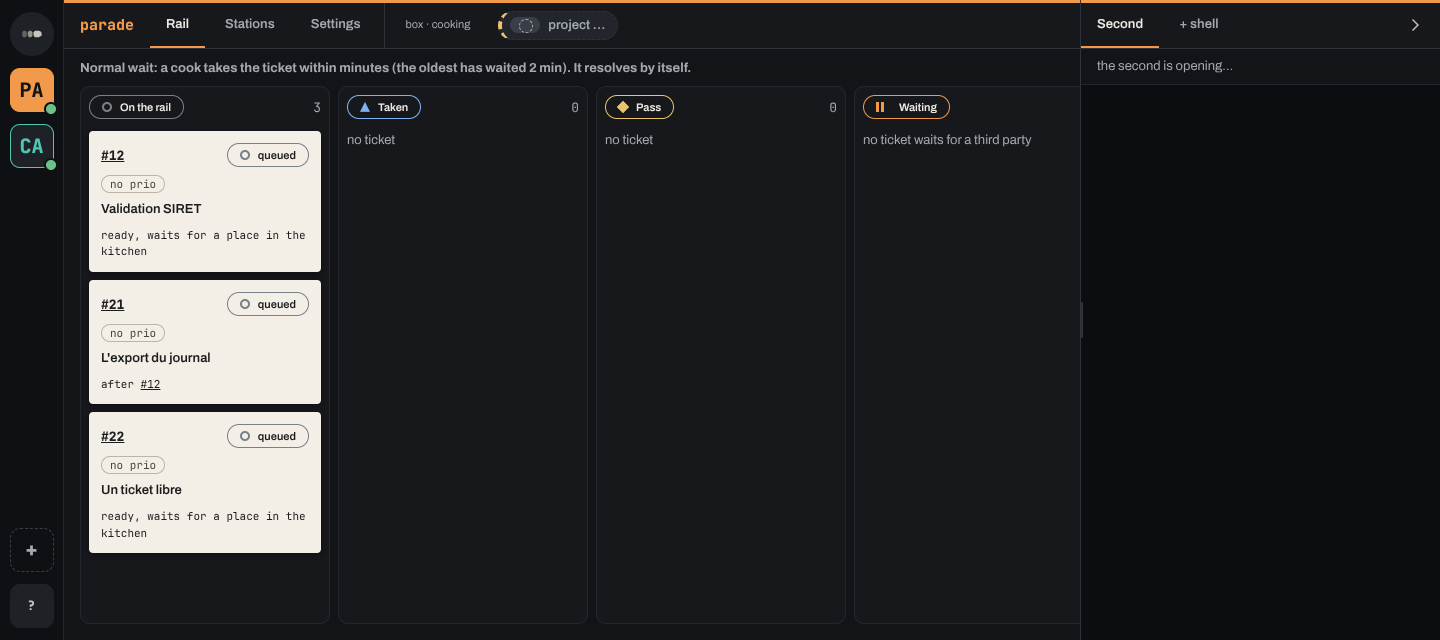 parade Rail Stations Settings box · cooking project ... Second + shell
the second is opening...
PA
CA
+
?
Normal wait: a cook takes the ticket within minutes (the oldest has waited 2 min). It resolves by itself.
On the rail 3
#12 queued
no prio
Validation SIRET
ready, waits for a place in the
kitchen
#21 queued
no prio
L'export du journal
after #12
#22 queued
no prio
Un ticket libre
ready, waits for a place in the
kitchen
Taken 0
no ticket
Pass 0
no ticket
Waiting
no ticket waits for a third party